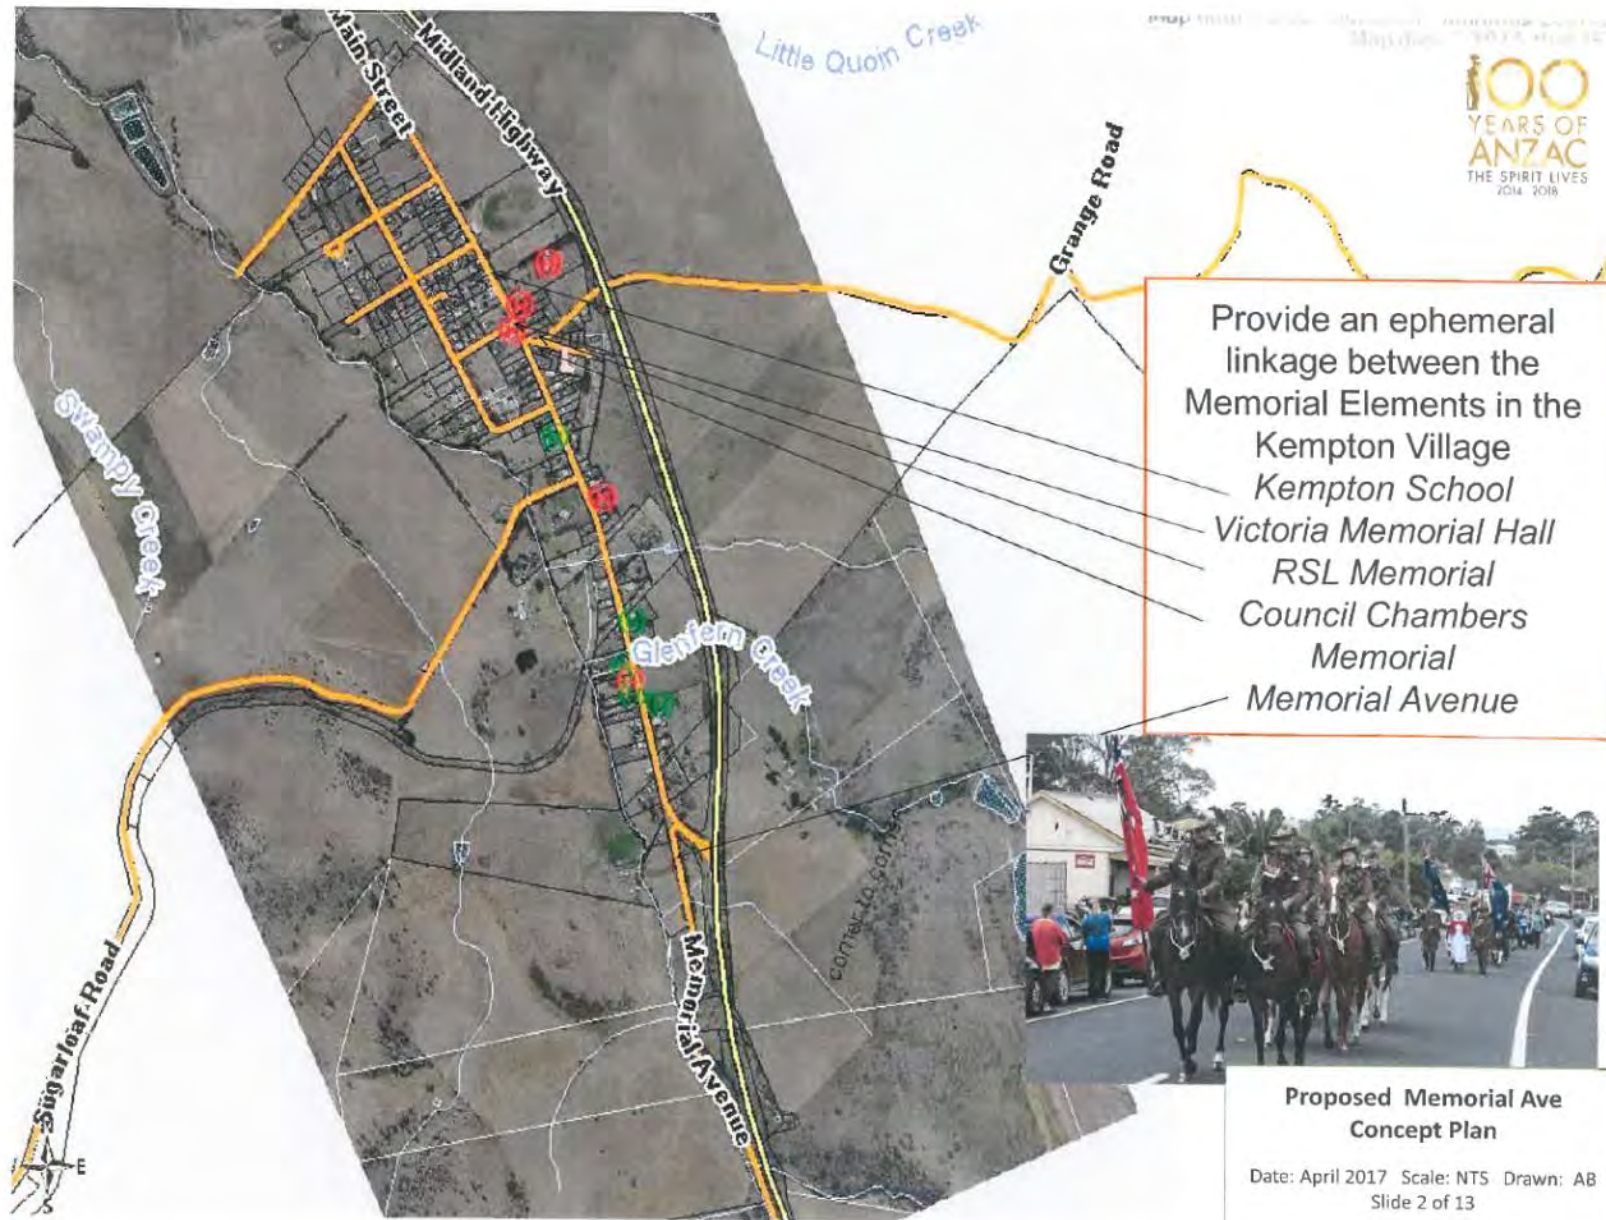 Little Quoin Creek
Main Street
Midland Highway
100
YEARS OF
ANZAC
THE SPIRIT LIVES
2014 2018
Grange Road
Provide an ephemeral
linkage between the
Memorial Elements in the
Kempton Village
Kempton School
Victoria Memorial Hall
RSL Memorial
Council Chambers
Memorial
Memorial Avenue
Swampy Creek
Glenfern Creek
corner to corner
Sugarloaf Road
Memorial Avenue
E
S
Proposed Memorial Ave
Concept Plan
Date: April 2017 Scale: NTS Drawn: AB
Slide 2 of 13